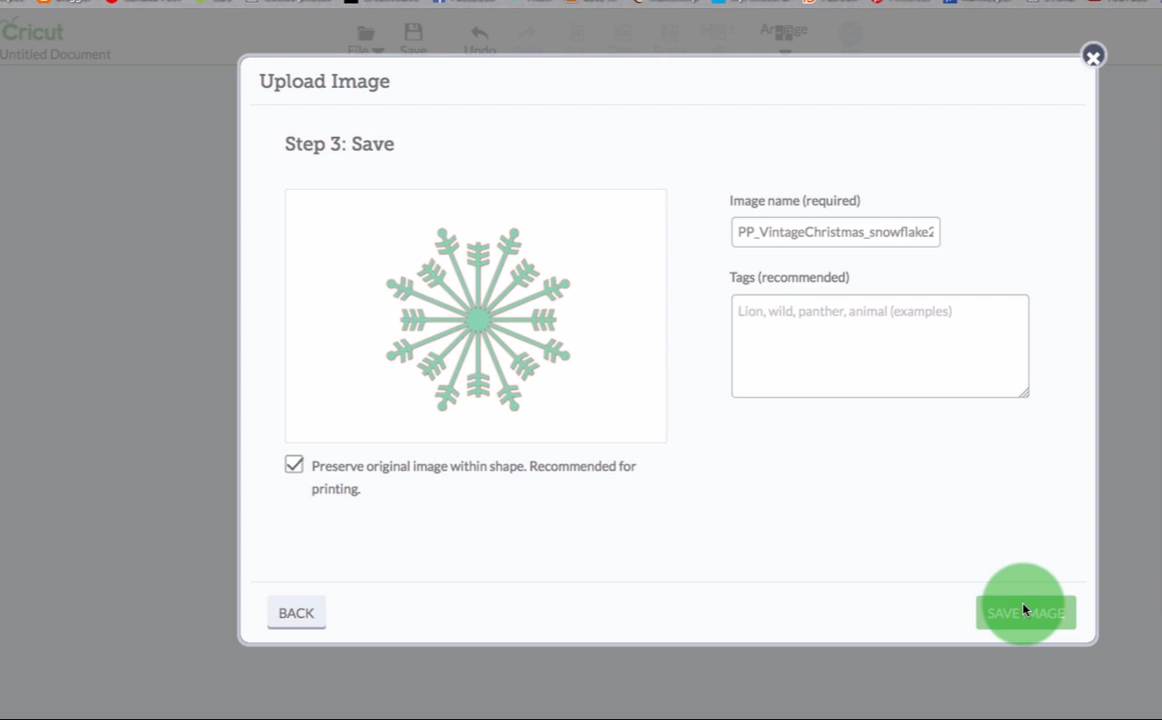 Cricut
Untitled Document
File
Save
Undo
Arrange
Upload Image
Step 3: Save
Image name (required)
PP_VintageChristmas_snowflake2
Tags (recommended)
Lion, wild, panther, animal (examples)
Preserve original image within shape. Recommended for
printing.
BACK
SAVE IMAGE